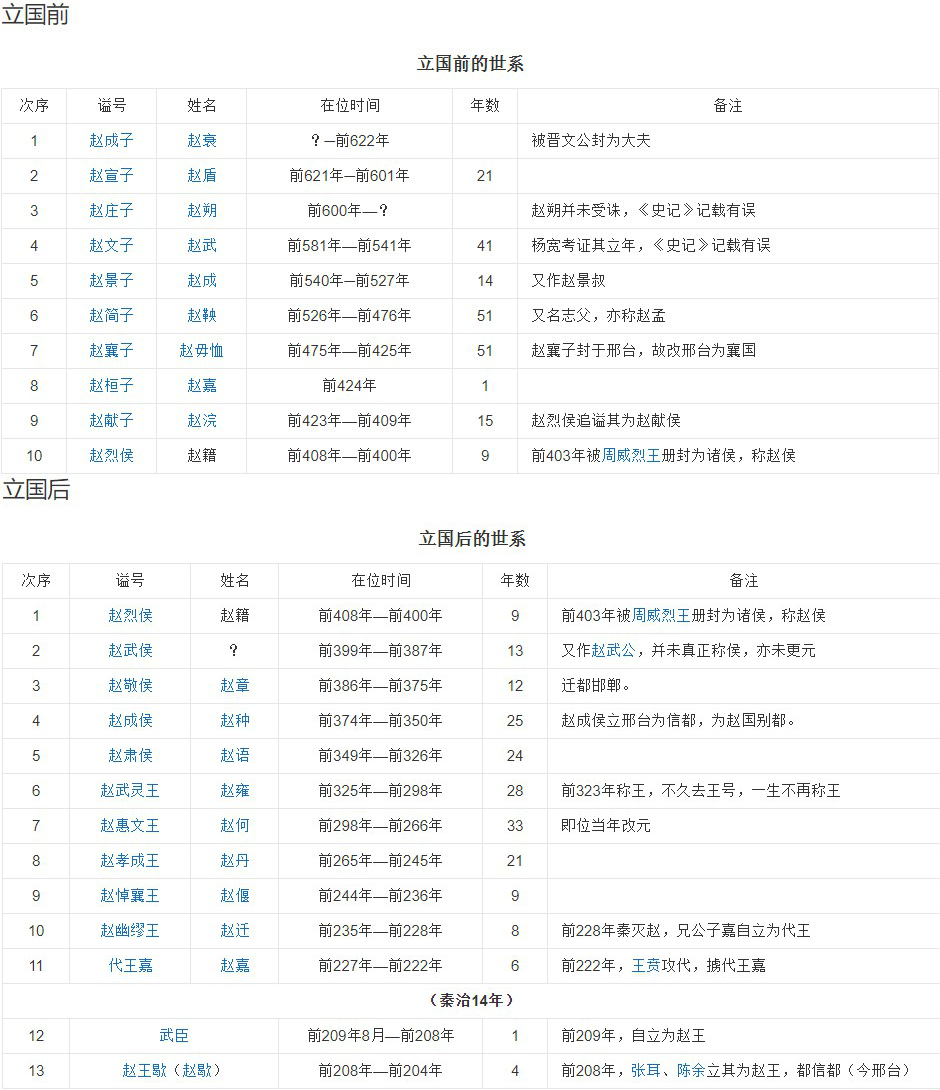 立国前
立国前的世系
次序 谥号 姓名 在位时间 年数 备注
1 赵成子 赵衰 ？─前622年 被晋文公封为大夫
2 赵宣子 赵盾 前621年─前601年 21
3 赵庄子 赵朔 前600年—？ 赵朔并未受诛，《史记》记载有误
4 赵文子 赵武 前581年—前541年 41 杨宽考证其立年，《史记》记载有误
5 赵景子 赵成 前540年─前527年 14 又作赵景叔
6 赵简子 赵鞅 前526年—前476年 51 又名志父，亦称赵孟
7 赵襄子 赵毋恤 前475年—前425年 51 赵襄子封于邢台，故改邢台为襄国
8 赵桓子 赵嘉 前424年 1
9 赵献子 赵浣 前423年—前409年 15 赵烈侯追谥其为赵献侯
10 赵烈侯 赵籍 前408年—前400年 9 前403年被周威烈王册封为诸侯，称赵侯
立国后
立国后的世系
次序 谥号 姓名 在位时间 年数 备注
1 赵烈侯 赵籍 前408年—前400年 9 前403年被周威烈王册封为诸侯，称赵侯
2 赵武侯 ？ 前399年—前387年 13 又作赵武公，并未真正称侯，亦未更元
3 赵敬侯 赵章 前386年—前375年 12 迁都邯郸。
4 赵成侯 赵种 前374年—前350年 25 赵成侯立邢台为信都，为赵国别都。
5 赵肃侯 赵语 前349年—前326年 24
6 赵武灵王 赵雍 前325年—前298年 28 前323年称王，不久去王号，一生不再称王
7 赵惠文王 赵何 前298年—前266年 33 即位当年改元
8 赵孝成王 赵丹 前265年—前245年 21
9 赵悼襄王 赵偃 前244年—前236年 9
10 赵幽缪王 赵迁 前235年—前228年 8 前228年秦灭赵，兄公子嘉自立为代王
11 代王嘉 赵嘉 前227年—前222年 6 前222年，王贲攻代，掳代王嘉
（秦治14年）
12 武臣 前209年8月—前208年 1 前209年，自立为赵王
13 赵王歇（赵歇） 前208年—前204年 4 前208年，张耳、陈余立其为赵王，都信都（今邢台）